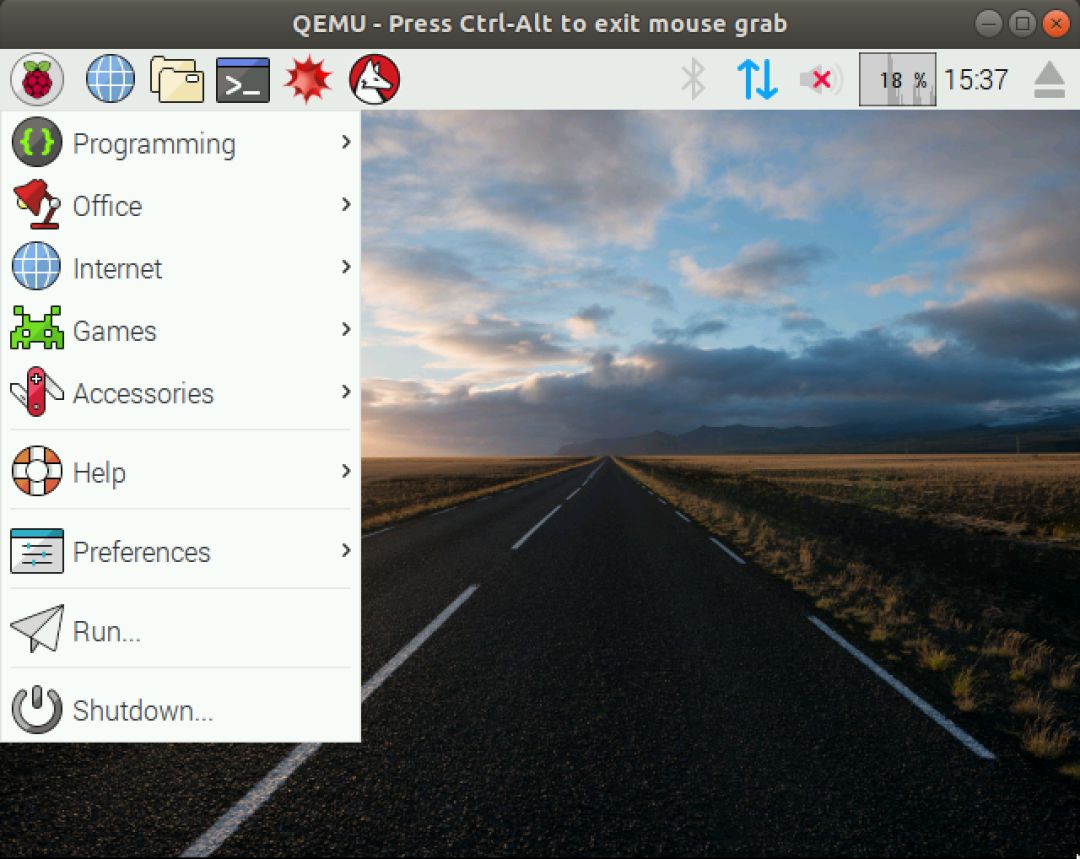 QEMU - Press Ctrl-Alt to exit mouse grab
>_ 18 % 15:37
Programming
Office
Internet
Games
Accessories
Help
Preferences
Run...
Shutdown...